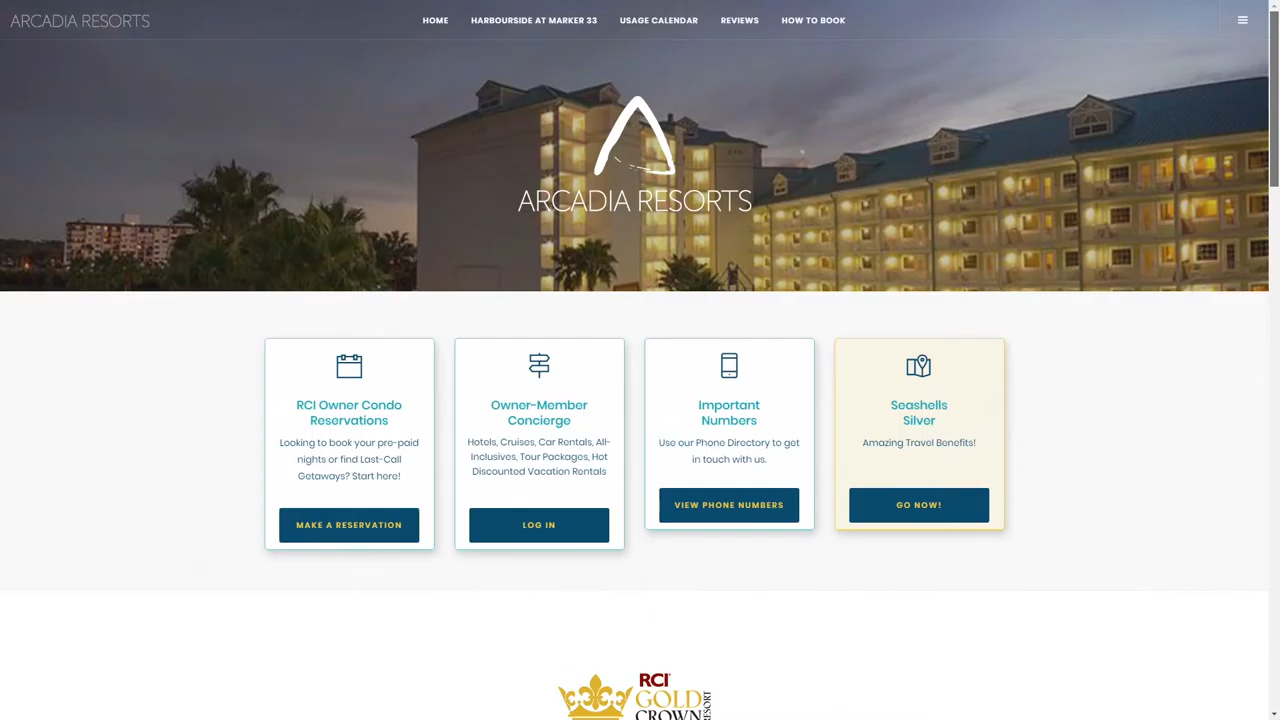 ARCADIA RESORTS
HOME
HARBOURSIDE AT MARKER 33
USAGE CALENDAR
REVIEWS
HOW TO BOOK
ARCADIA RESORTS
RCI Owner Condo
Reservations
Looking to book your pre-paid
nights or find Last-Call
Getaways? Start here!
MAKE A RESERVATION
Owner-Member
Concierge
Hotels, Cruises, Car Rentals, All-
Inclusives, Tour Packages, Hot
Discounted Vacation Rentals
LOG IN
Important
Numbers
Use our Phone Directory to get
in touch with us.
VIEW PHONE NUMBERS
Seashells
Silver
Amazing Travel Benefits!
GO NOW!
RCI
GOLD
CROWN
RESORT